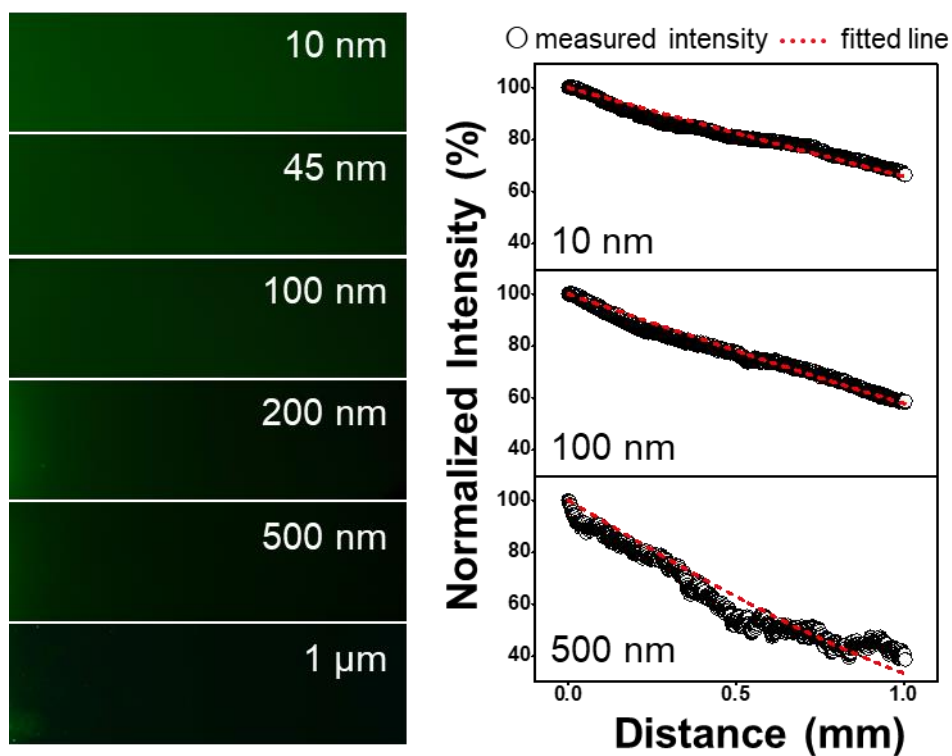 10 nm
45 nm
100 nm
200 nm
500 nm
1 µm
measured intensity fitted line
Normalized Intensity (%)
100
80
60
40
10 nm
100
80
60
40
100 nm
100
80
60
40
500 nm
0.0 0.5 1.0
Distance (mm)